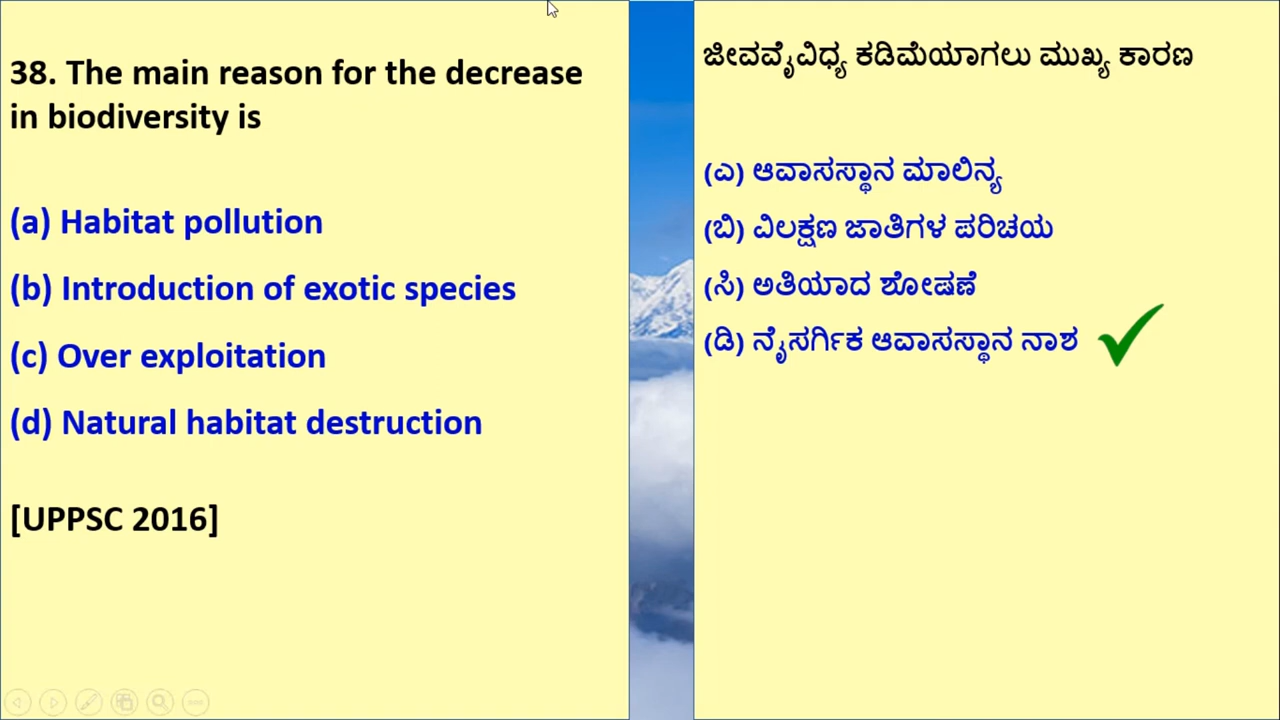 38. The main reason for the decrease
in biodiversity is
(a) Habitat pollution
(b) Introduction of exotic species
(c) Over exploitation
(d) Natural habitat destruction
[UPPSC 2016]
ಜೀವವೈವಿಧ್ಯ ಕಡಿಮೆಯಾಗಲು ಮುಖ್ಯ ಕಾರಣ
(ಎ) ಆವಾಸಸ್ಥಾನ ಮಾಲಿನ್ಯ
(ಬಿ) ವಿಲಕ್ಷಣ ಜಾತಿಗಳ ಪರಿಚಯ
(ಸಿ) ಅತಿಯಾದ ಶೋಷಣೆ
(ಡಿ) ನೈಸರ್ಗಿಕ ಆವಾಸಸ್ಥಾನ ನಾಶ